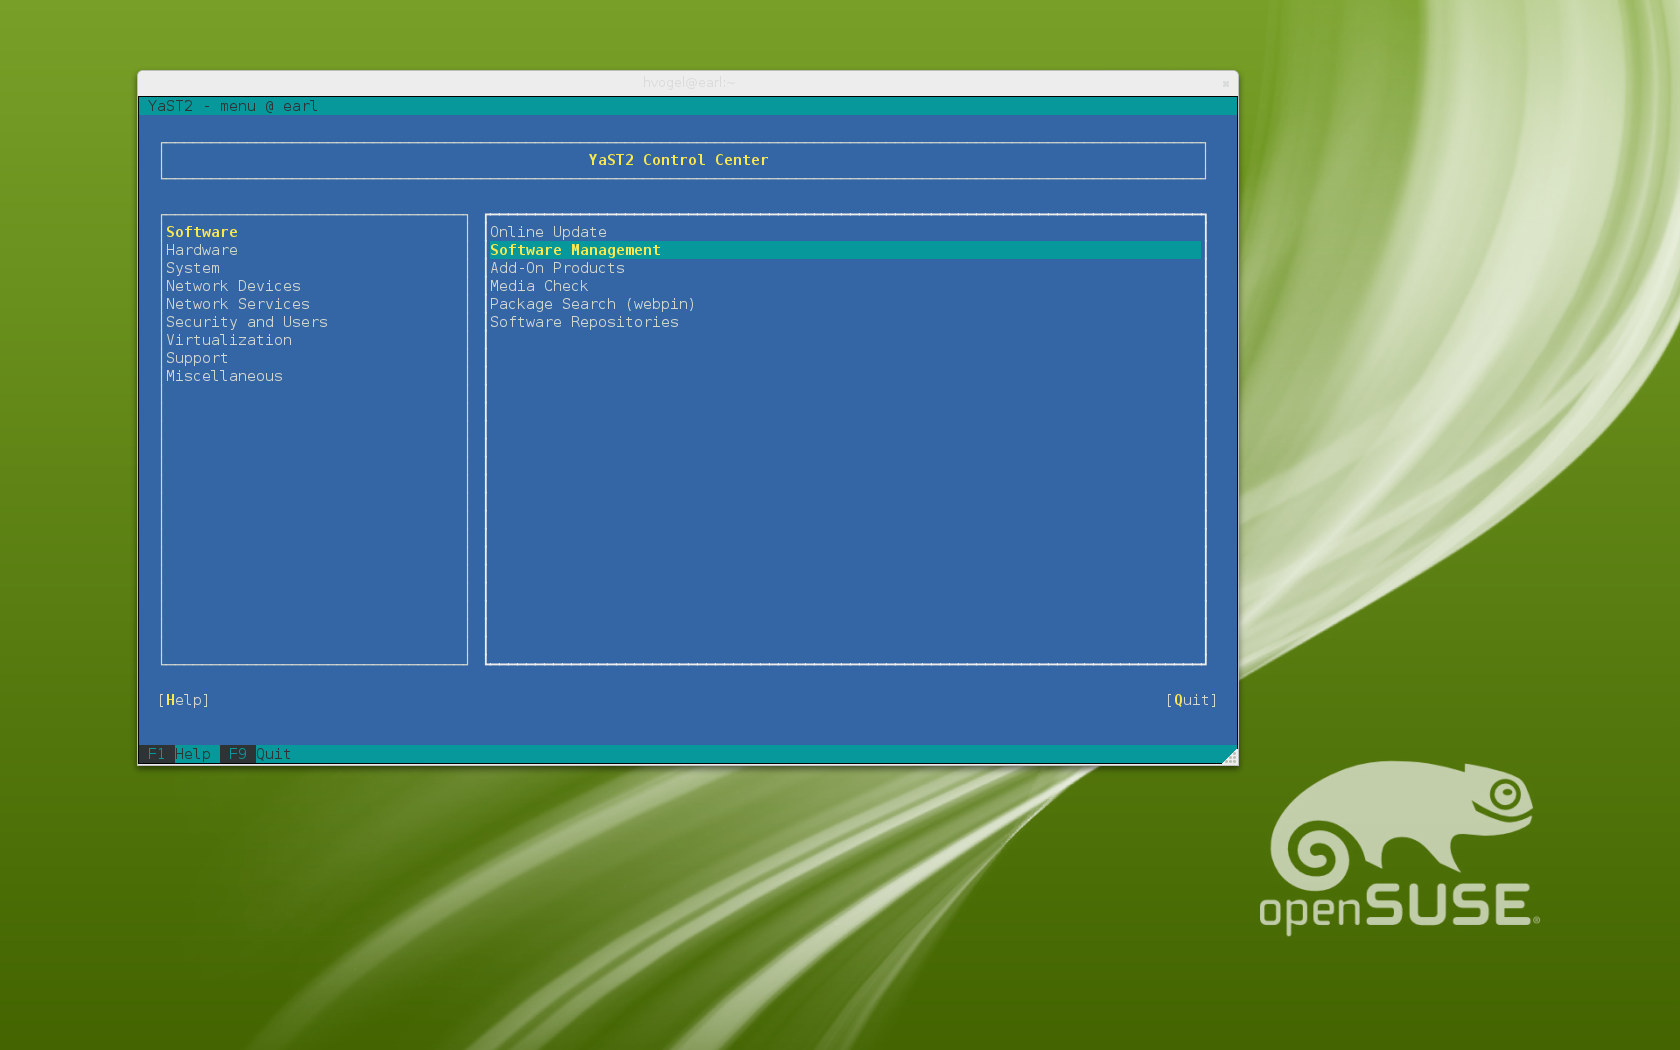 hvogel@earl:~
YaST2 - menu @ earl
YaST2 Control Center
Software
Hardware
System
Network Devices
Network Services
Security and Users
Virtualization
Support
Miscellaneous
Online Update
Software Management
Add-On Products
Media Check
Package Search (webpin)
Software Repositories
[Help]
[Quit]
F1 Help F9 Quit
openSUSE®